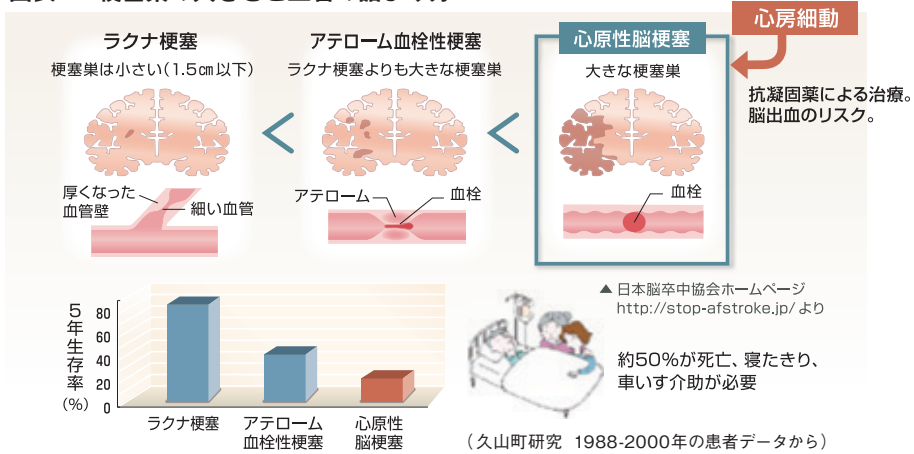 心房細動
ラクナ梗塞
梗塞巣は小さい（1.5㎝以下）
アテローム血栓性梗塞
ラクナ梗塞よりも大きな梗塞巣
心原性脳梗塞
大きな梗塞巣
抗凝固薬による治療。
脳出血のリスク。
厚くなった
血管壁
細い血管
アテローム
血栓
血栓
▲ 日本脳卒中協会ホームページ
http://stop-afstroke.jp/ より
5年生存率
(%)
80
60
40
20
0
ラクナ梗塞
アテローム
血栓性梗塞
心原性
脳梗塞
約50%が死亡、寝たきり、
車いす介助が必要
（久山町研究 1988-2000年の患者データから）